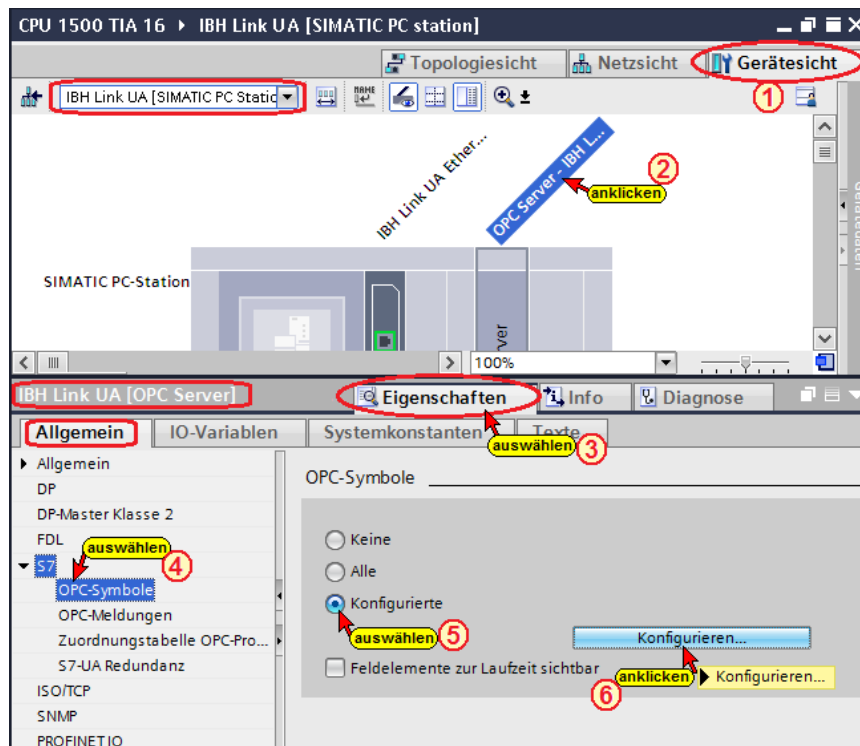 CPU 1500 TIA 16 ▸ IBH Link UA [SIMATIC PC station]
Topologiesicht Netzsicht Gerätesicht
IBH Link UA [SIMATIC PC Static
NAME
1
IBH Link UA Ether...
OPC Server - IBH L...
2
anklicken
SIMATIC PC-Station
100%
IBH Link UA [OPC Server]
Eigenschaften Info Diagnose
Allgemein IO-Variablen Systemkonstanten Texte
auswählen 3
Allgemein
DP
DP-Master Klasse 2
FDL
auswählen 4
S7
OPC-Symbole
OPC-Meldungen
Zuordnungstabelle OPC-Pro...
S7-UA Redundanz
ISO/TCP
SNMP
PROFINET IO
OPC-Symbole
Keine
Alle
Konfigurierte
auswählen 5
Konfigurieren...
Feldelemente zur Laufzeit sichtbar
anklicken Konfigurieren...
6